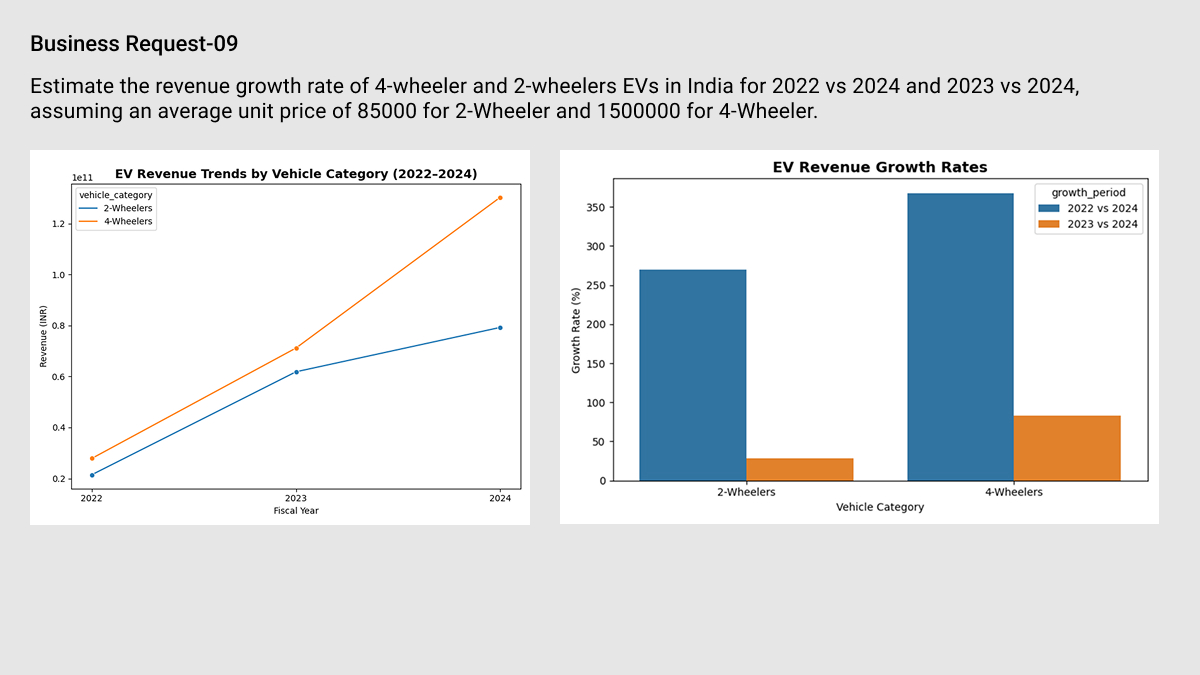 Business Request-09
Estimate the revenue growth rate of 4-wheeler and 2-wheelers EVs in India for 2022 vs 2024 and 2023 vs 2024,
assuming an average unit price of 85000 for 2-Wheeler and 1500000 for 4-Wheeler.
EV Revenue Trends by Vehicle Category (2022–2024)
1e11
vehicle_category
2-Wheelers
4-Wheelers
1.2
1.0
0.8
0.6
0.4
0.2
Revenue (INR)
2022 2023 2024
Fiscal Year
EV Revenue Growth Rates
growth_period
2022 vs 2024
2023 vs 2024
350
300
250
200
150
100
50
0
Growth Rate (%)
2-Wheelers 4-Wheelers
Vehicle Category